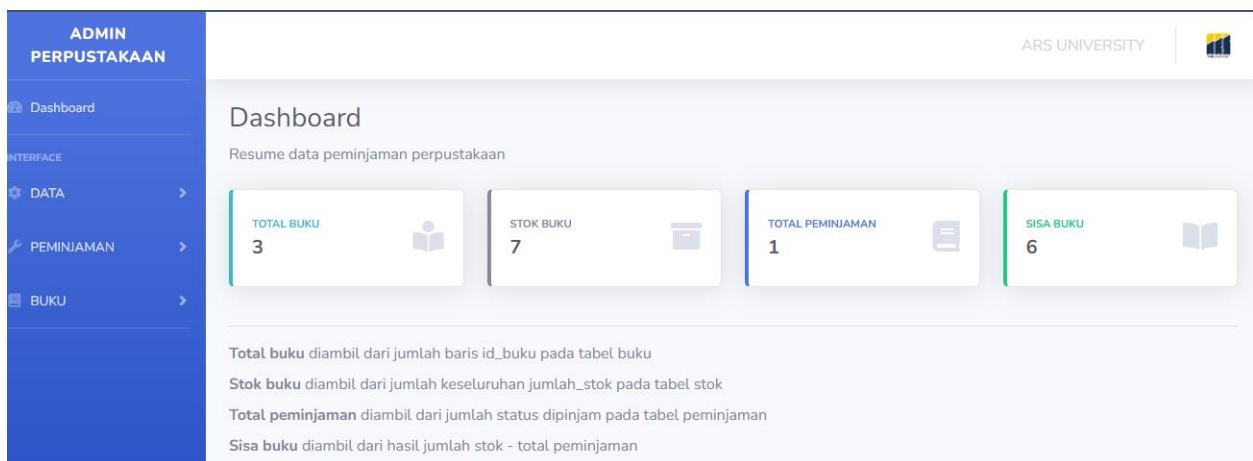 ADMIN
PERPUSTAKAAN
ARS UNIVERSITY
Dashboard
INTERFACE
DATA
PEMINJAMAN
BUKU
Dashboard
Resume data peminjaman perpustakaan
TOTAL BUKU
3
STOK BUKU
7
TOTAL PEMINJAMAN
1
SISA BUKU
6
Total buku diambil dari jumlah baris id_buku pada tabel buku
Stok buku diambil dari jumlah keseluruhan jumlah_stok pada tabel stok
Total peminjaman diambil dari jumlah status dipinjam pada tabel peminjaman
Sisa buku diambil dari hasil jumlah stok - total peminjaman